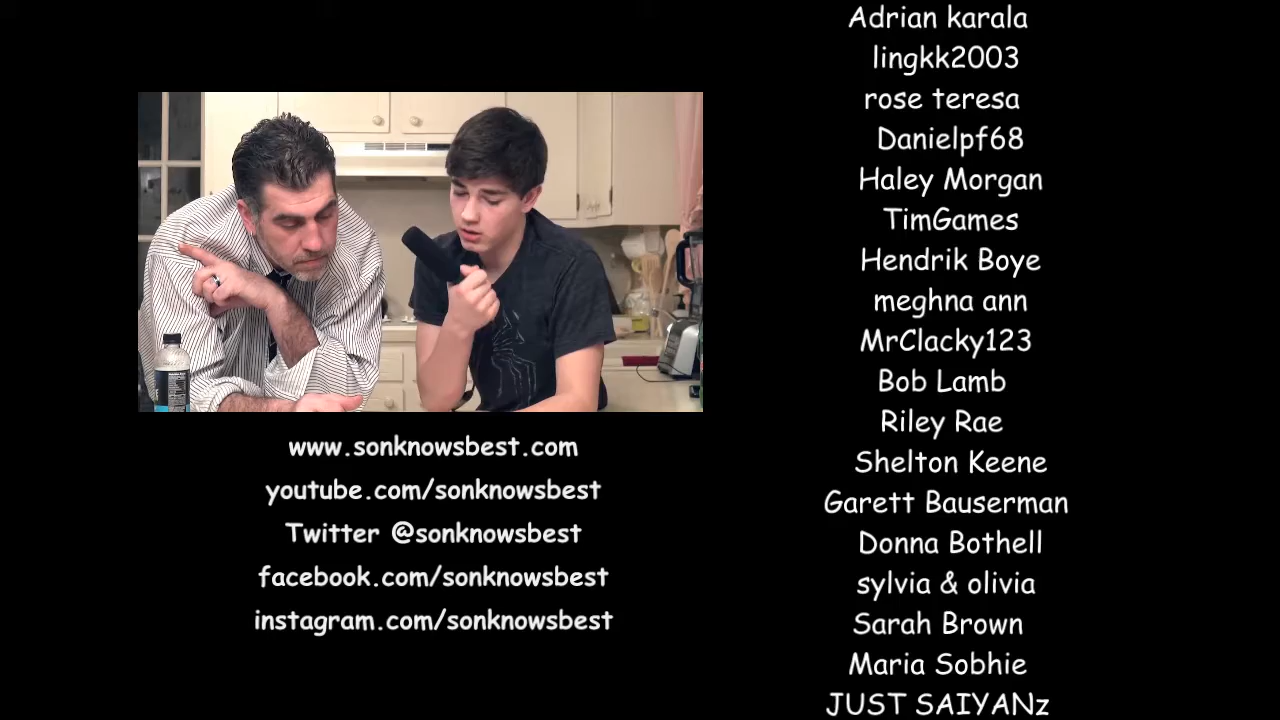 www.sonknowsbest.com
youtube.com/sonknowsbest
Twitter @sonknowsbest
facebook.com/sonknowsbest
instagram.com/sonknowsbest
Adrian karala
lingkk2003
rose teresa
Danielpf68
Haley Morgan
TimGames
Hendrik Boye
meghna ann
MrClacky123
Bob Lamb
Riley Rae
Shelton Keene
Garett Bauserman
Donna Bothell
sylvia & olivia
Sarah Brown
Maria Sobhie
JUST SAIYANz